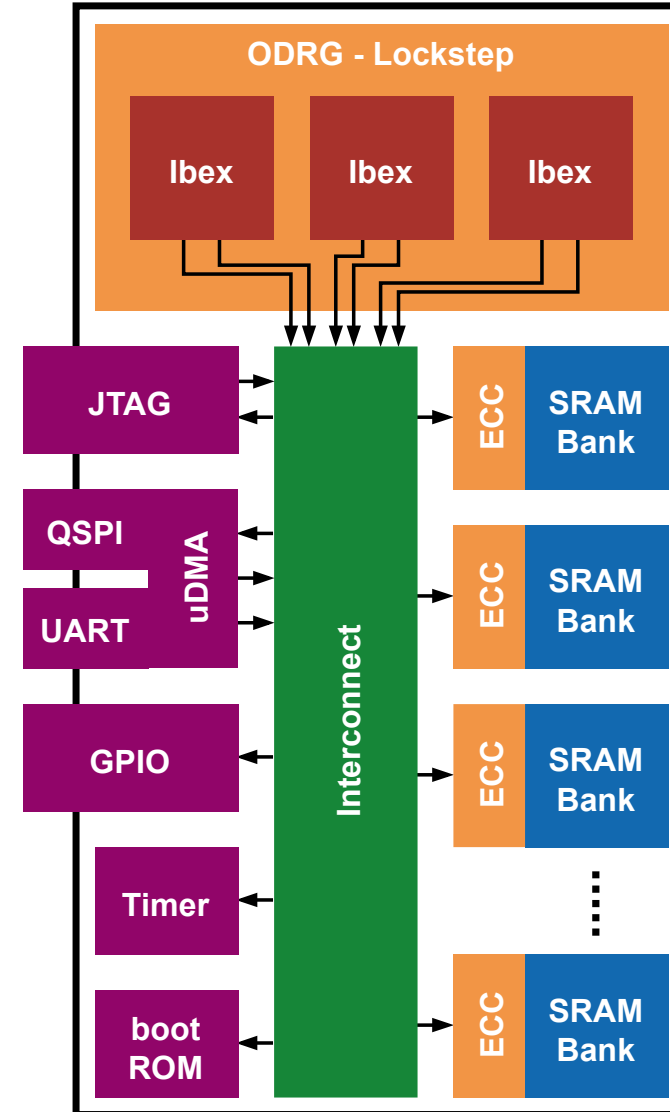 ODRG - Lockstep
Ibex
Ibex
Ibex
JTAG
QSPI
UART
uDMA
GPIO
Timer
boot
ROM
Interconnect
ECC
SRAM
Bank
ECC
SRAM
Bank
ECC
SRAM
Bank
ECC
SRAM
Bank